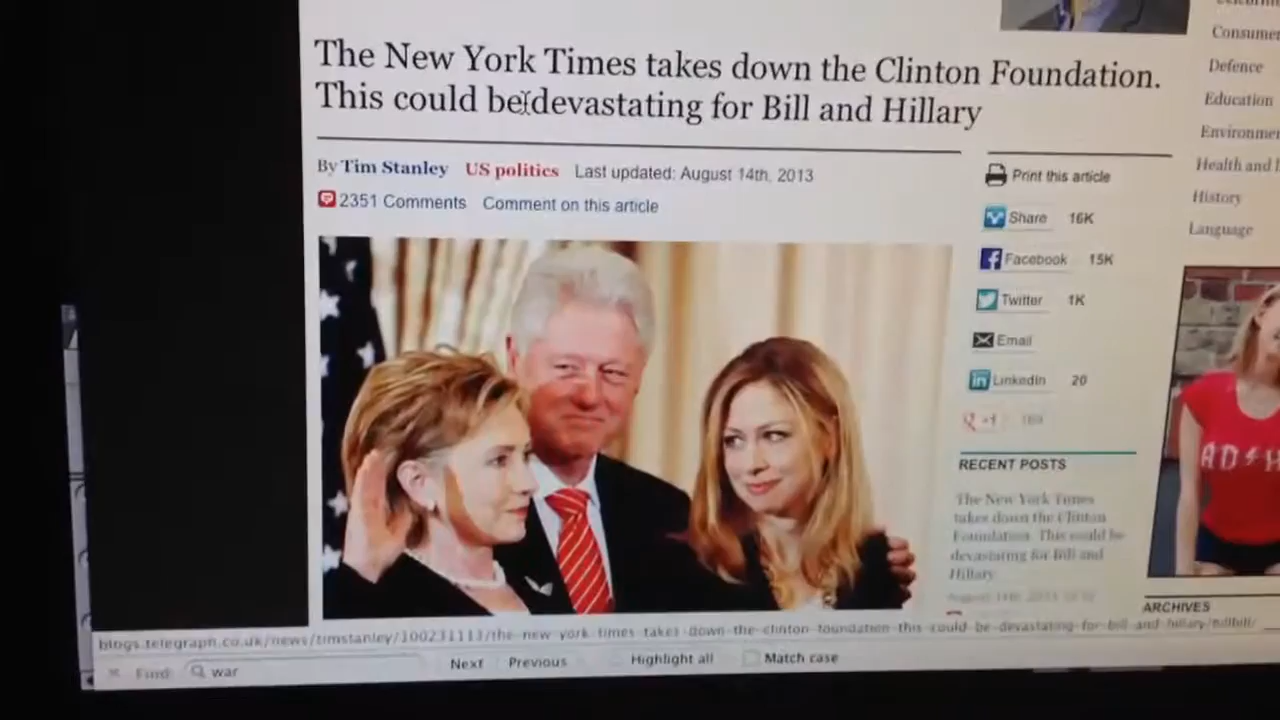 The New York Times takes down the Clinton Foundation.
This could be devastating for Bill and Hillary
By Tim Stanley US politics Last updated: August 14th, 2013
2351 Comments Comment on this article
Print this article
Share 16K
Facebook 15K
Twitter 1K
Email
LinkedIn 20
+1
RECENT POSTS
The New York Times
takes down the Clinton
Foundation. This could be
devastating for Bill and
Hillary
Consumer
Defence
Education
Health and
History
Language
ARCHIVES
blogs.telegraph.co.uk/news/timstanley/100231113/the-new-york-times-takes-down-the-clinton-foundation-this-could-be-devastating-for-bill-and-hillary/billhill/
Find: war Next Previous Highlight all Match case